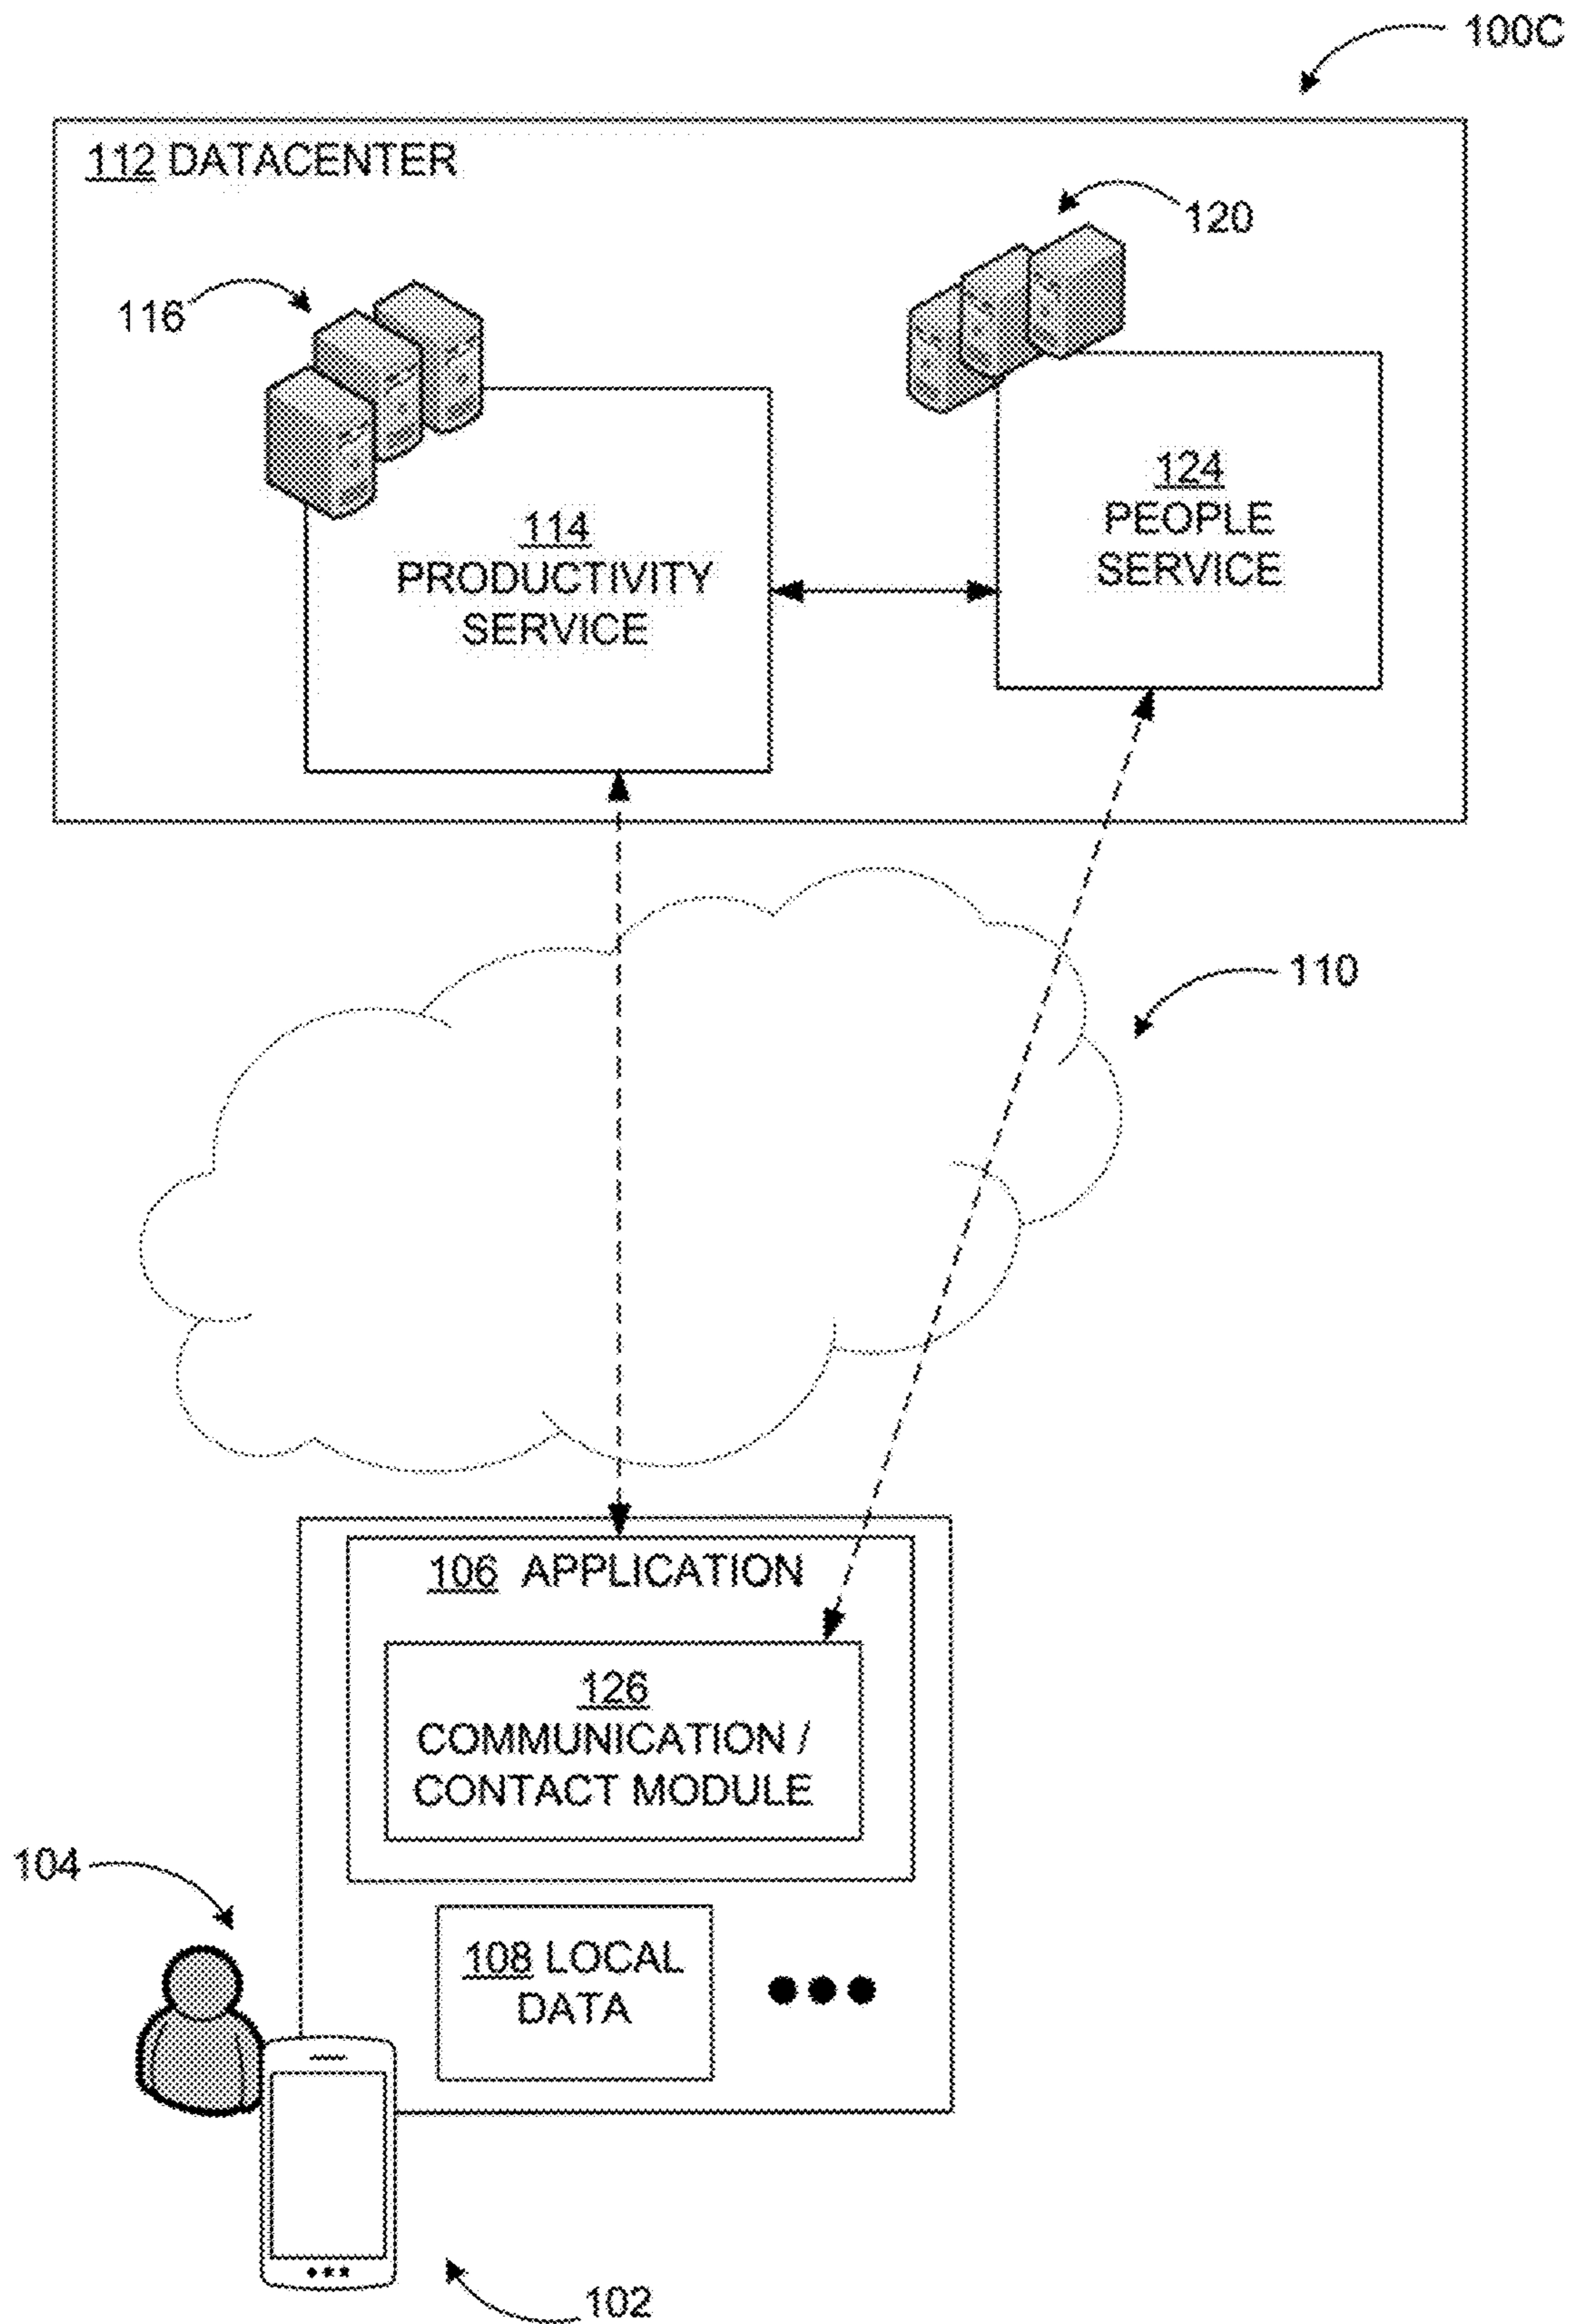 100C
112 DATACENTER
120
116
124
PEOPLE
SERVICE
114
PRODUCTIVITY
SERVICE
110
106 APPLICATION
126
COMMUNICATION /
CONTACT MODULE
104
108 LOCAL
DATA
102